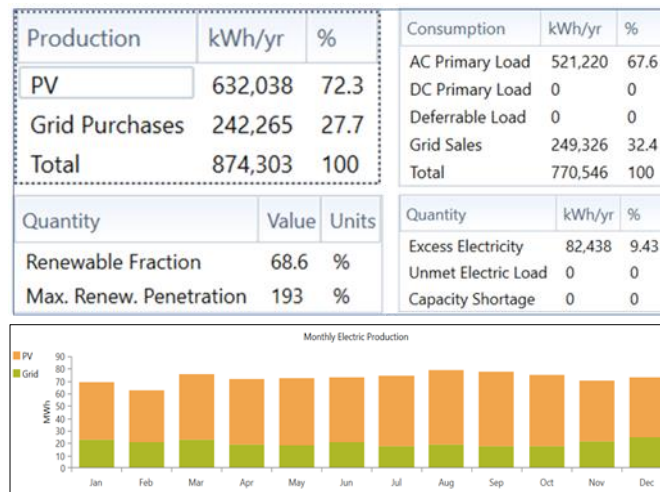 Production kWh/yr %
PV 632,038 72.3
Grid Purchases 242,265 27.7
Total 874,303 100
Consumption kWh/yr %
AC Primary Load 521,220 67.6
DC Primary Load 0 0
Deferrable Load 0 0
Grid Sales 249,326 32.4
Total 770,546 100
Quantity Value Units
Renewable Fraction 68.6 %
Max. Renew. Penetration 193 %
Quantity kWh/yr %
Excess Electricity 82,438 9.43
Unmet Electric Load 0 0
Capacity Shortage 0 0
Monthly Electric Production
PV
Grid
MWh
90
80
70
60
50
40
30
20
10
0
Jan Feb Mar Apr May Jun Jul Aug Sep Oct Nov Dec